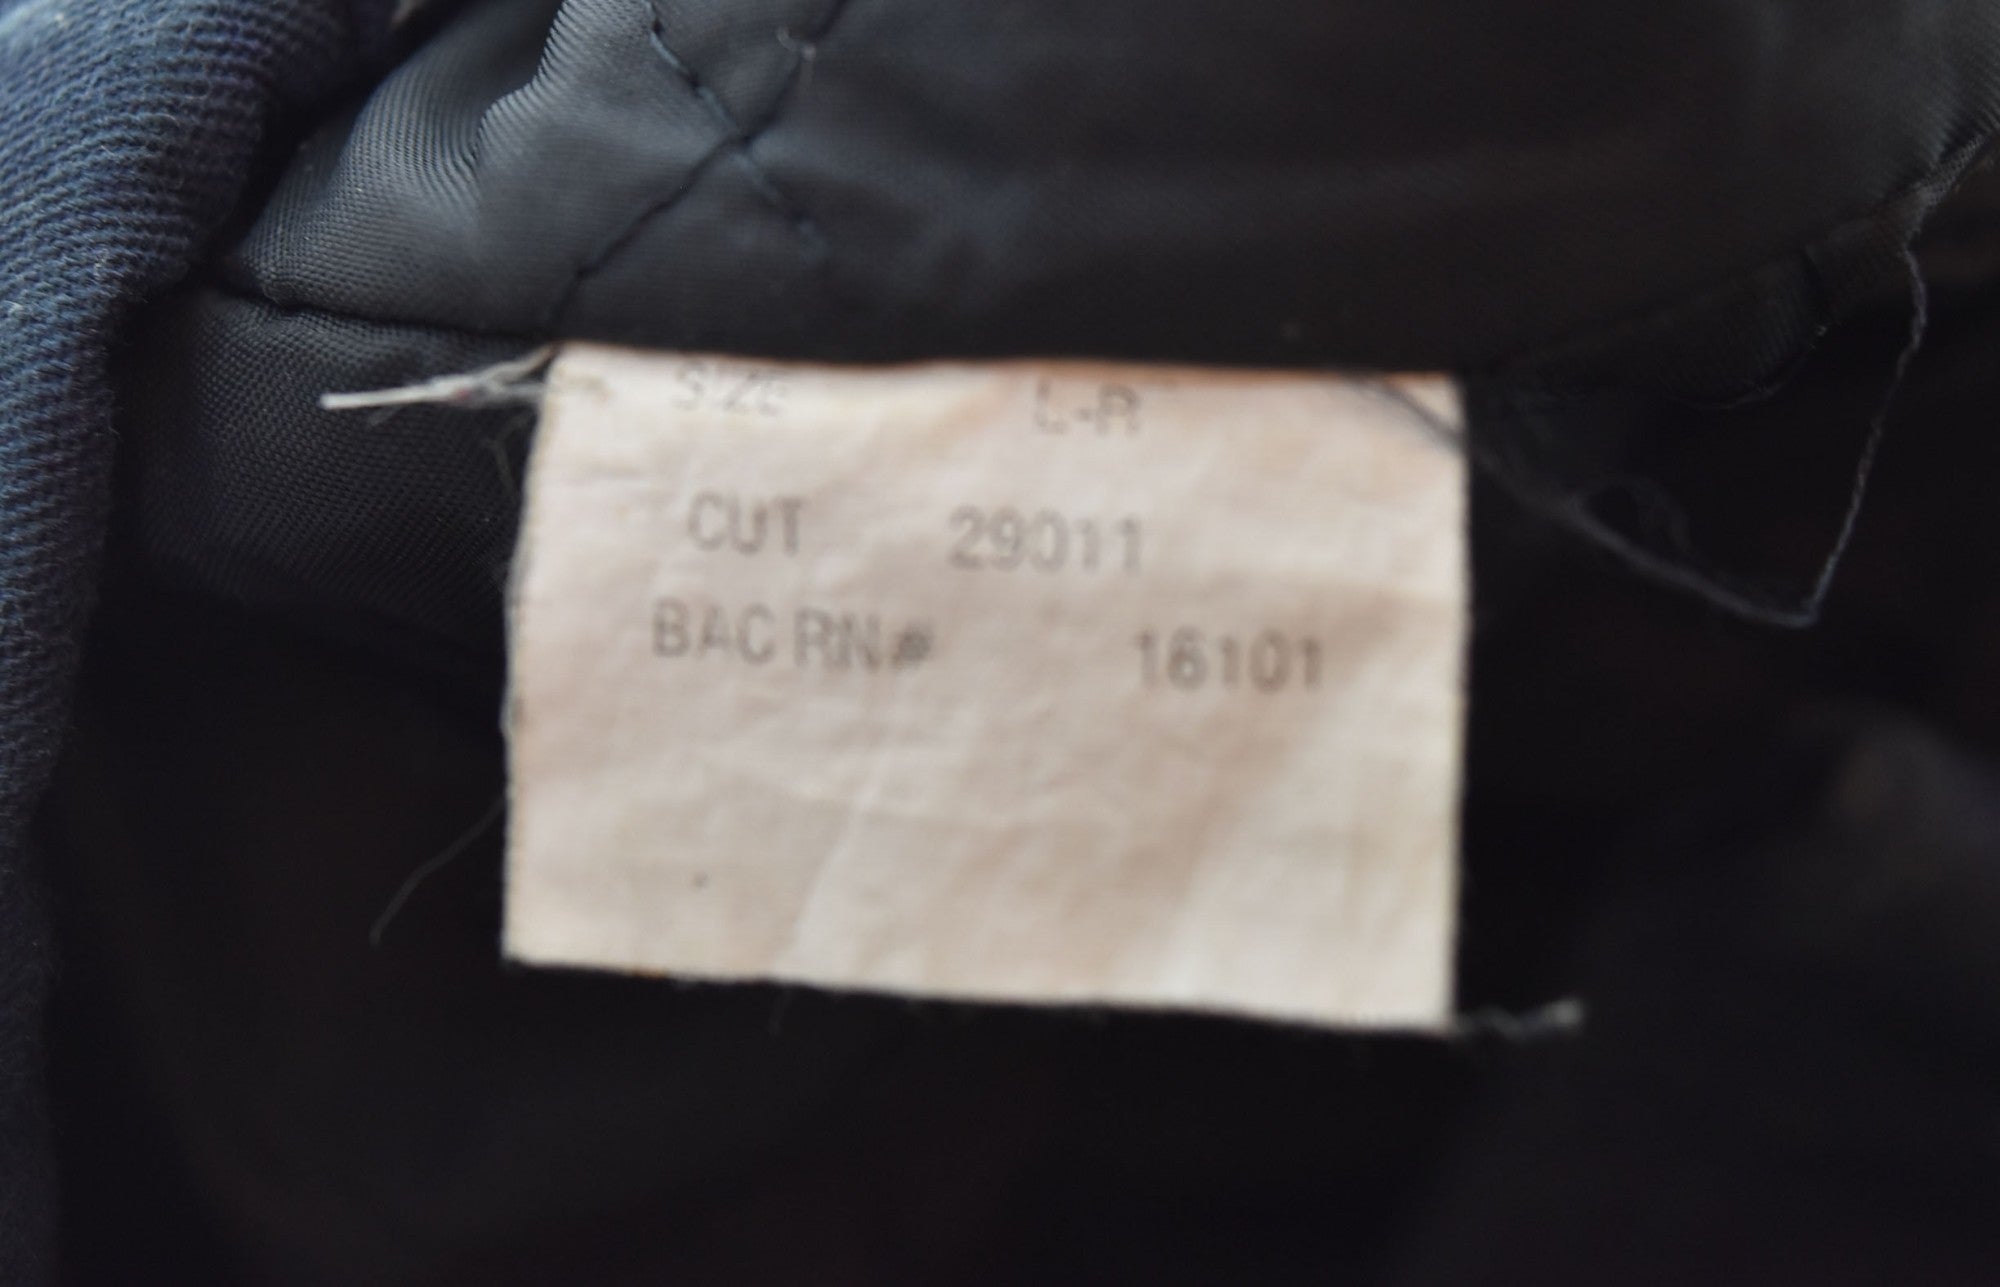 SIZE L-R
CUT 29011
BAC RN# 16101